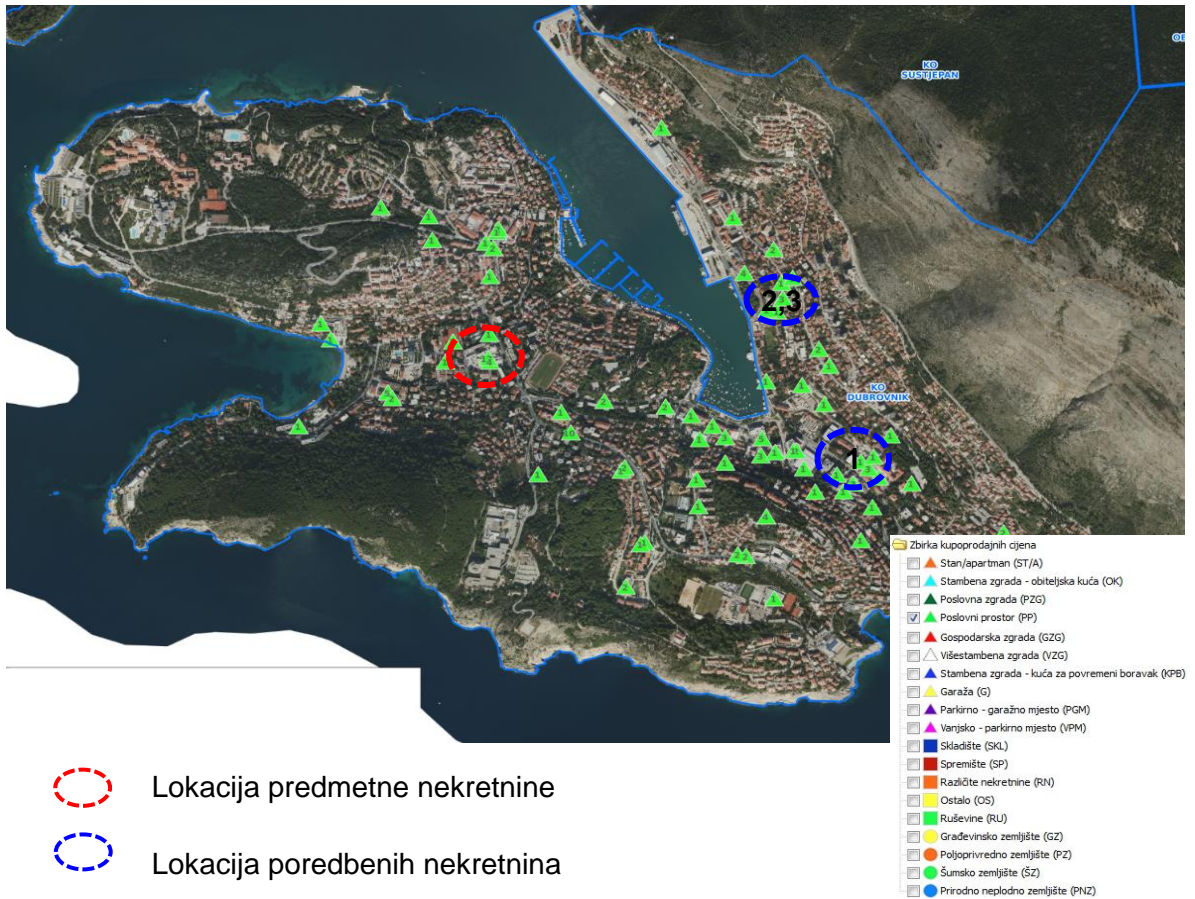 KO
SUSTJEPAN
2,3
KO
DUBROVNIK
1
Zbirka kupoprodajnih cijena
Stan/apartman (ST/A)
Stambena zgrada - obiteljska kuća (OK)
Poslovna zgrada (PZG)
Poslovni prostor (PP)
Gospodarska zgrada (GZG)
Višestambena zgrada (VZG)
Stambena zgrada - kuća za povremeni boravak (KPB)
Garaža (G)
Parkirno - garažno mjesto (PGM)
Vanjsko - parkirno mjesto (VPM)
Skladište (SKL)
Spremište (SP)
Različite nekretnine (RN)
Ostalo (OS)
Ruševine (RU)
Građevinsko zemljište (GZ)
Poljoprivredno zemljište (PZ)
Šumsko zemljište (ŠZ)
Prirodno neplodno zemljište (PNZ)
Lokacija predmetne nekretnine
Lokacija poredbenih nekretnina